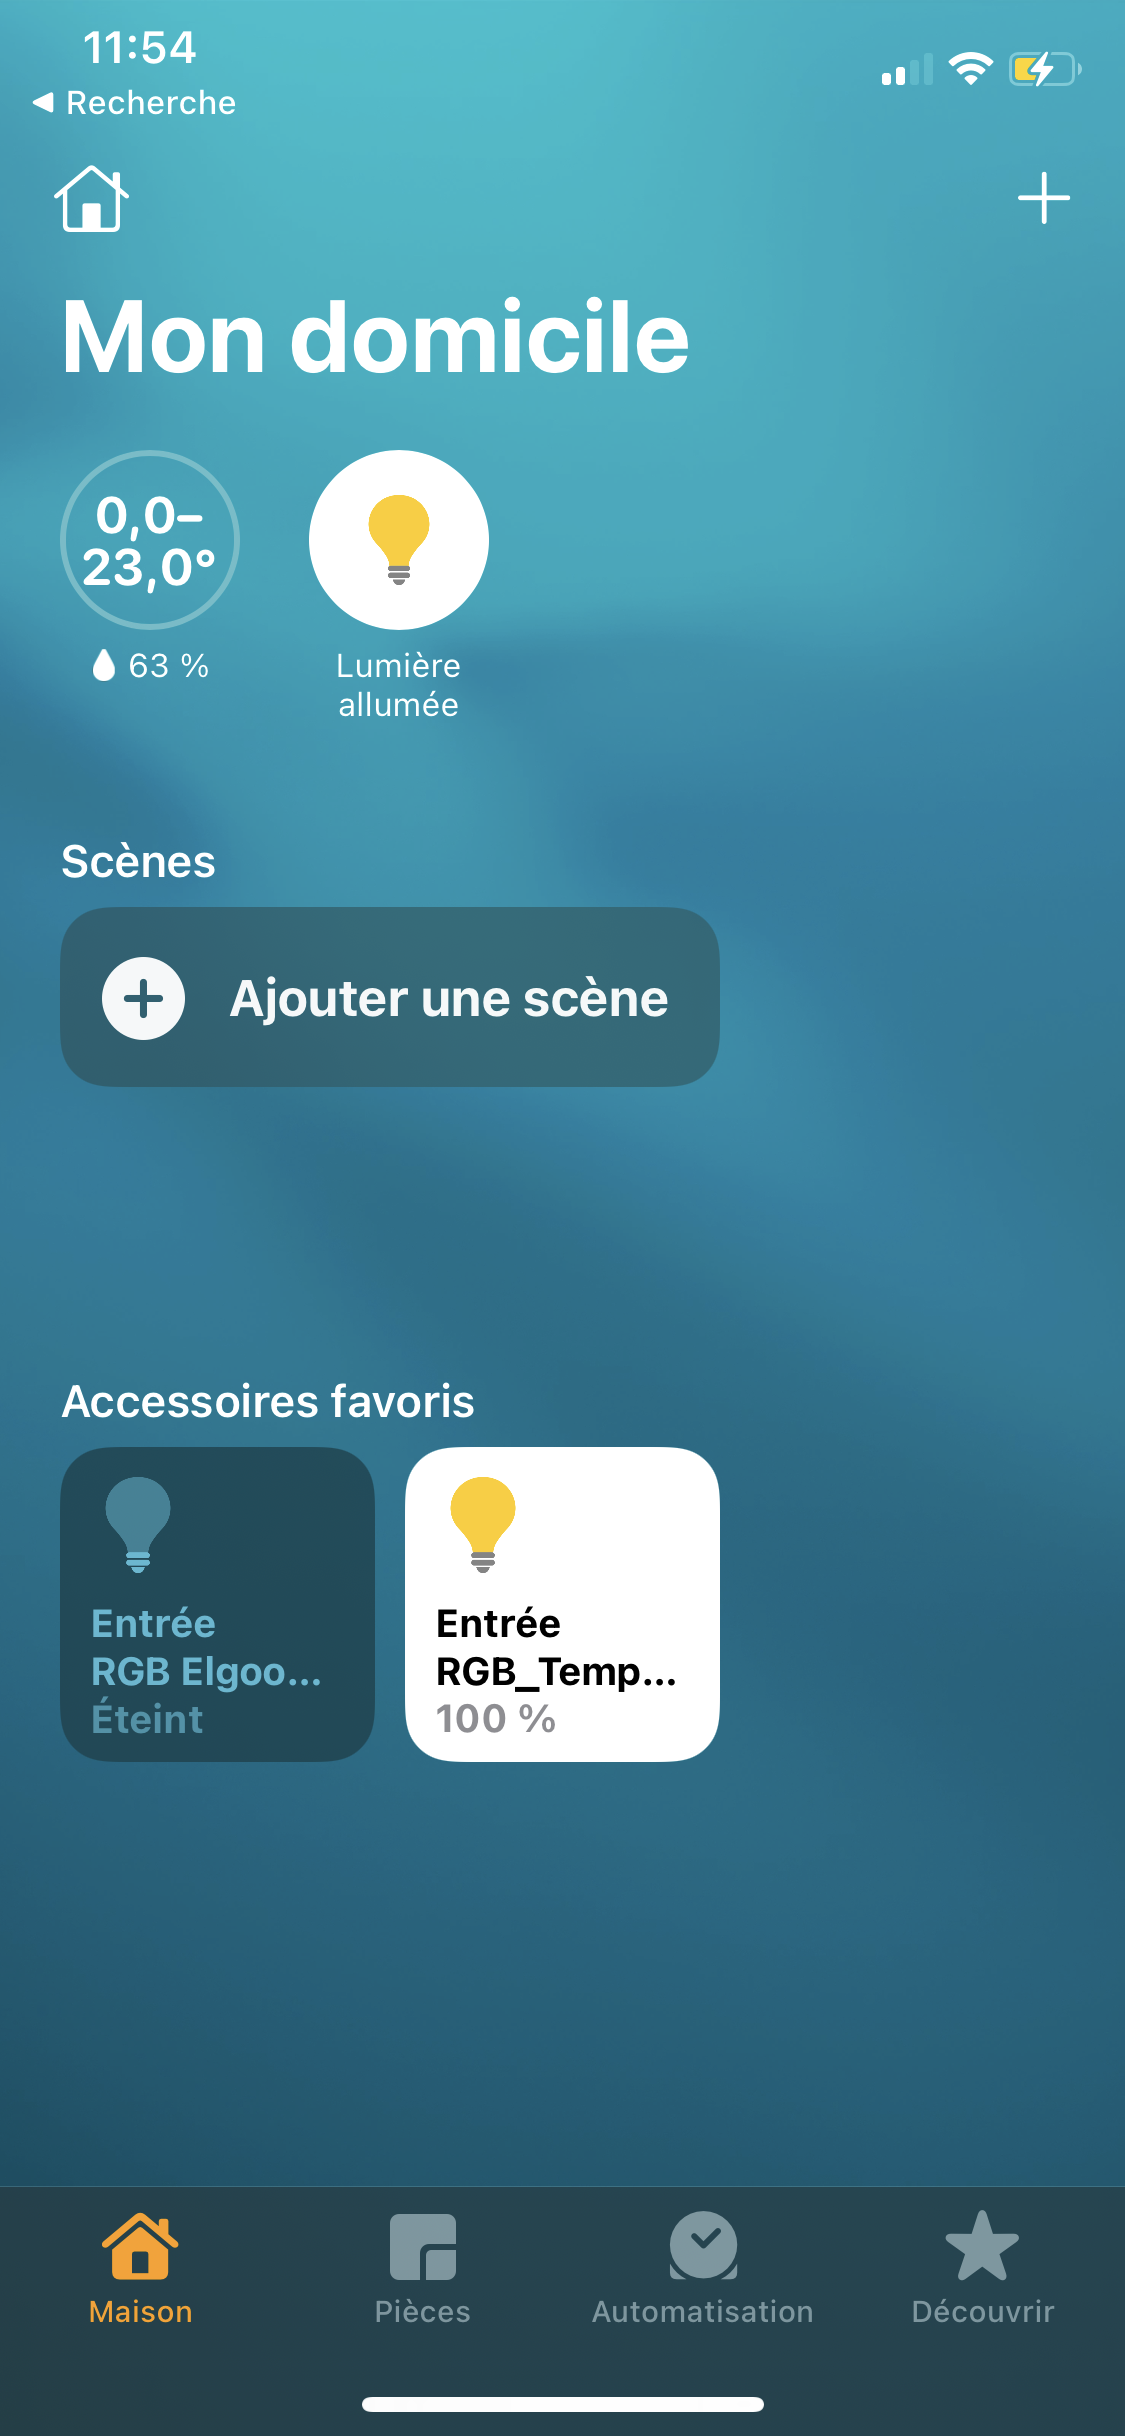 11:54
◀ Recherche
Mon domicile
0,0–
23,0°
63 %
Lumière
allumée
Scènes
Ajouter une scène
Accessoires favoris
Entrée
RGB Elgoo...
Éteint
Entrée
RGB_Temp...
100 %
Maison
Pièces
Automatisation
Découvrir